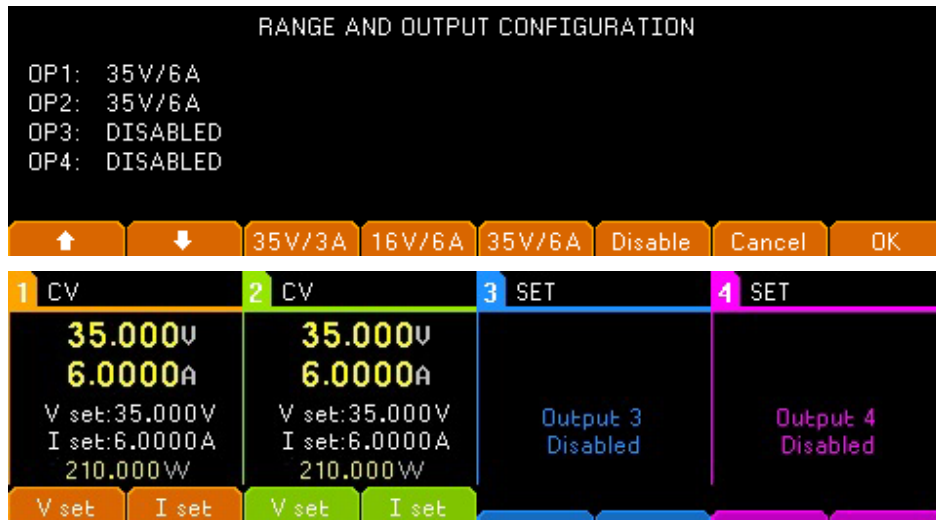 RANGE AND OUTPUT CONFIGURATION
OP1: 35V/6A
OP2: 35V/6A
OP3: DISABLED
OP4: DISABLED
35V/3A 16V/6A 35V/6A Disable Cancel OK
1 CV 2 CV 3 SET 4 SET
35.000V 35.000V
6.0000A 6.0000A
V set:35.000V V set:35.000V Output 3 Output 4
I set:6.0000A I set:6.0000A Disabled Disabled
210.000W 210.000W
V set I set V set I set